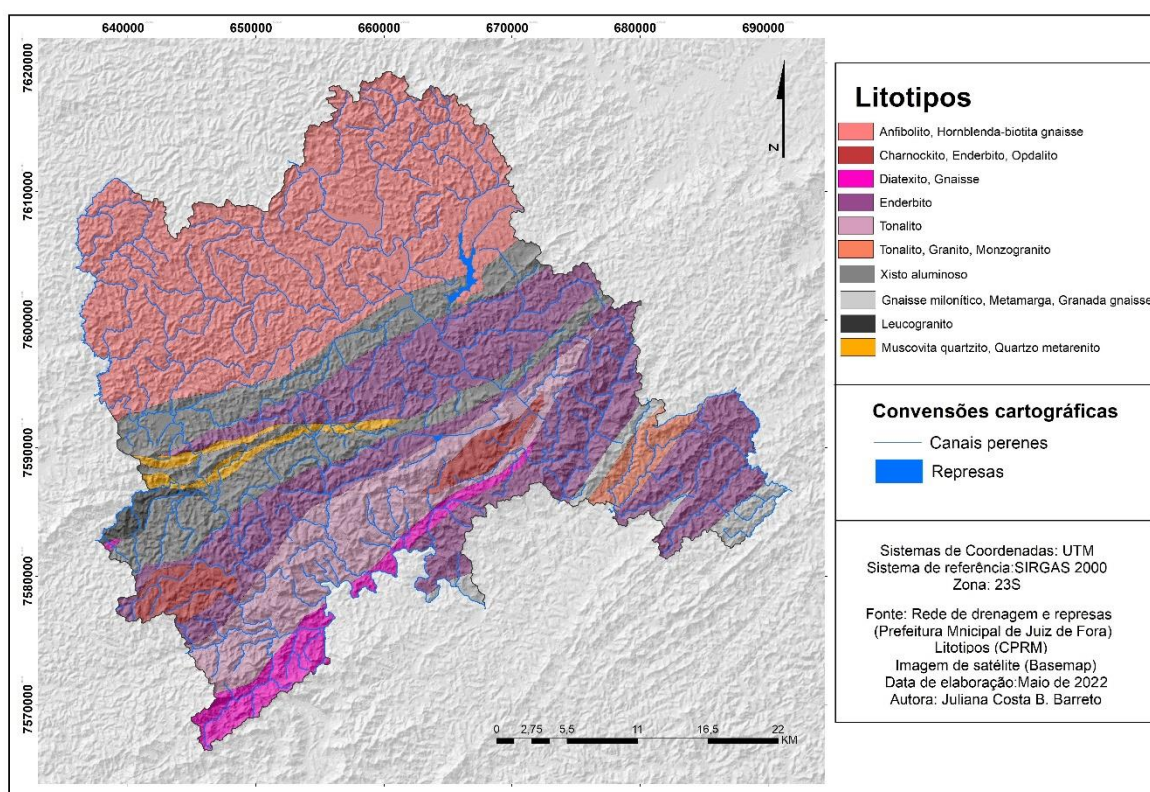 640000
650000
660000
670000
680000
690000
7620000
7610000
7600000
7590000
7580000
7570000
N
0
2,75
5,5
11
16,5
22
KM
Litotipos
Anfibolito, Hornblenda-biotita gnaisse
Charnockito, Enderbito, Opdalito
Diatexito, Gnaisse
Enderbito
Tonalito
Tonalito, Granito, Monzogranito
Xisto aluminoso
Gnaisse milonítico, Metamarga, Granada gnaisse
Leucogranito
Muscovita quartzito, Quartzo metarenito
Convensões cartográficas
Canais perenes
Represas
Sistemas de Coordenadas: UTM
Sistema de referência:SIRGAS 2000
Zona: 23S
Fonte: Rede de drenagem e represas
(Prefeitura Mnicipal de Juiz de Fora)
Litotipos (CPRM)
Imagem de satélite (Basemap)
Data de elaboração:Maio de 2022
Autora: Juliana Costa B. Barreto